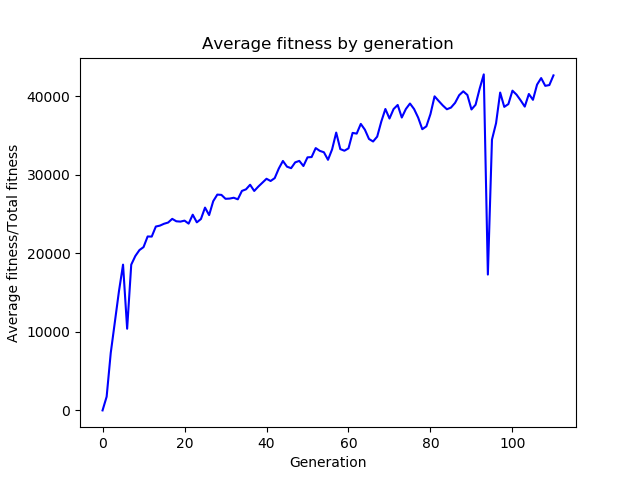 Average fitness by generation
Average fitness/Total fitness
40000
30000
20000
10000
0
0 20 40 60 80 100
Generation